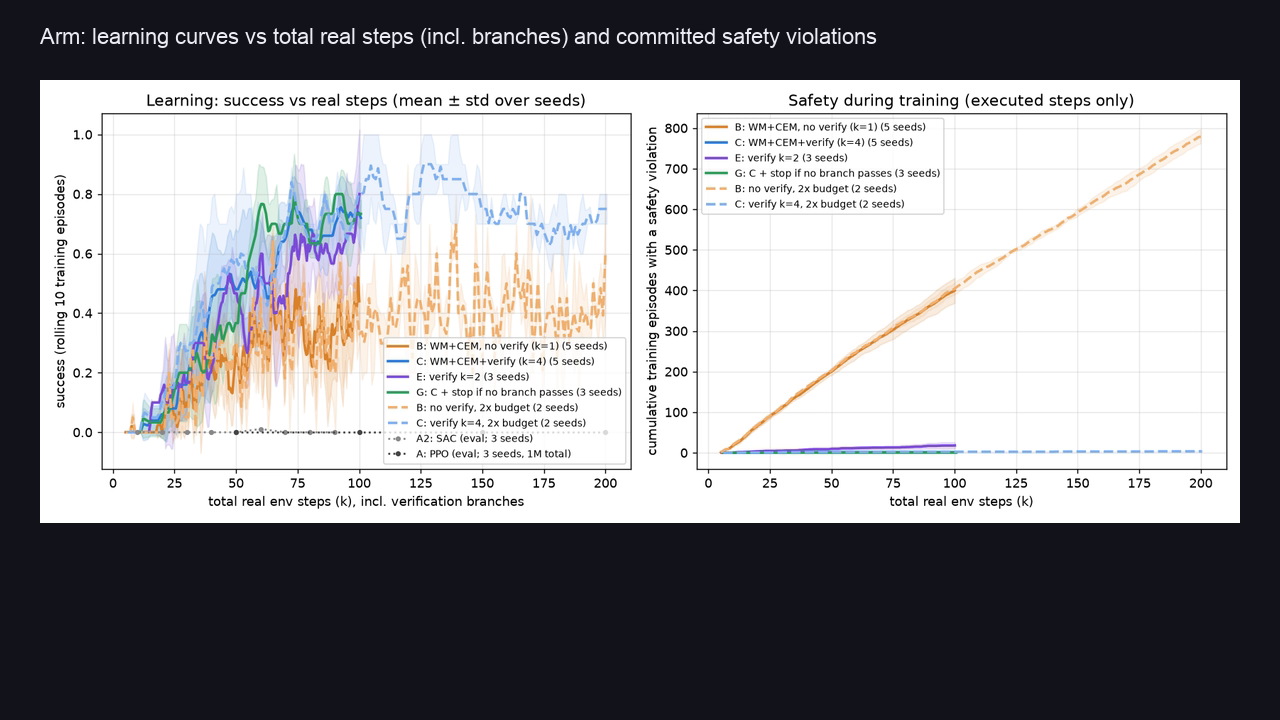 Arm: learning curves vs total real steps (incl. branches) and committed safety violations
Learning: success vs real steps (mean ± std over seeds)
success (rolling 10 training episodes)
1.0
0.8
0.6
0.4
0.2
0.0
B: WM+CEM, no verify (k=1) (5 seeds)
C: WM+CEM+verify (k=4) (5 seeds)
E: verify k=2 (3 seeds)
G: C + stop if no branch passes (3 seeds)
B: no verify, 2x budget (2 seeds)
C: verify k=4, 2x budget (2 seeds)
A2: SAC (eval; 3 seeds)
A: PPO (eval; 3 seeds, 1M total)
0 25 50 75 100 125 150 175 200
total real env steps (k), incl. verification branches
Safety during training (executed steps only)
cumulative training episodes with a safety violation
800
700
600
500
400
300
200
100
0
B: WM+CEM, no verify (k=1) (5 seeds)
C: WM+CEM+verify (k=4) (5 seeds)
E: verify k=2 (3 seeds)
G: C + stop if no branch passes (3 seeds)
B: no verify, 2x budget (2 seeds)
C: verify k=4, 2x budget (2 seeds)
0 25 50 75 100 125 150 175 200
total real env steps (k)